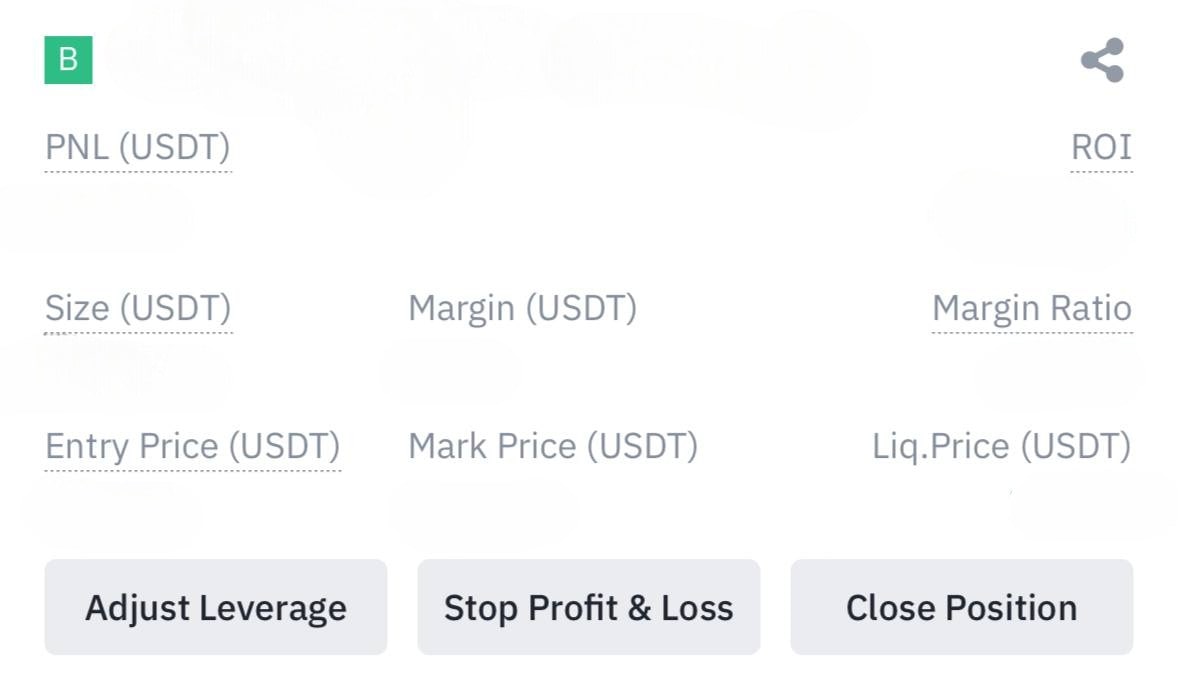 B
PNL (USDT) ROI
Size (USDT) Margin (USDT) Margin Ratio
Entry Price (USDT) Mark Price (USDT) Liq.Price (USDT)
Adjust Leverage Stop Profit & Loss Close Position